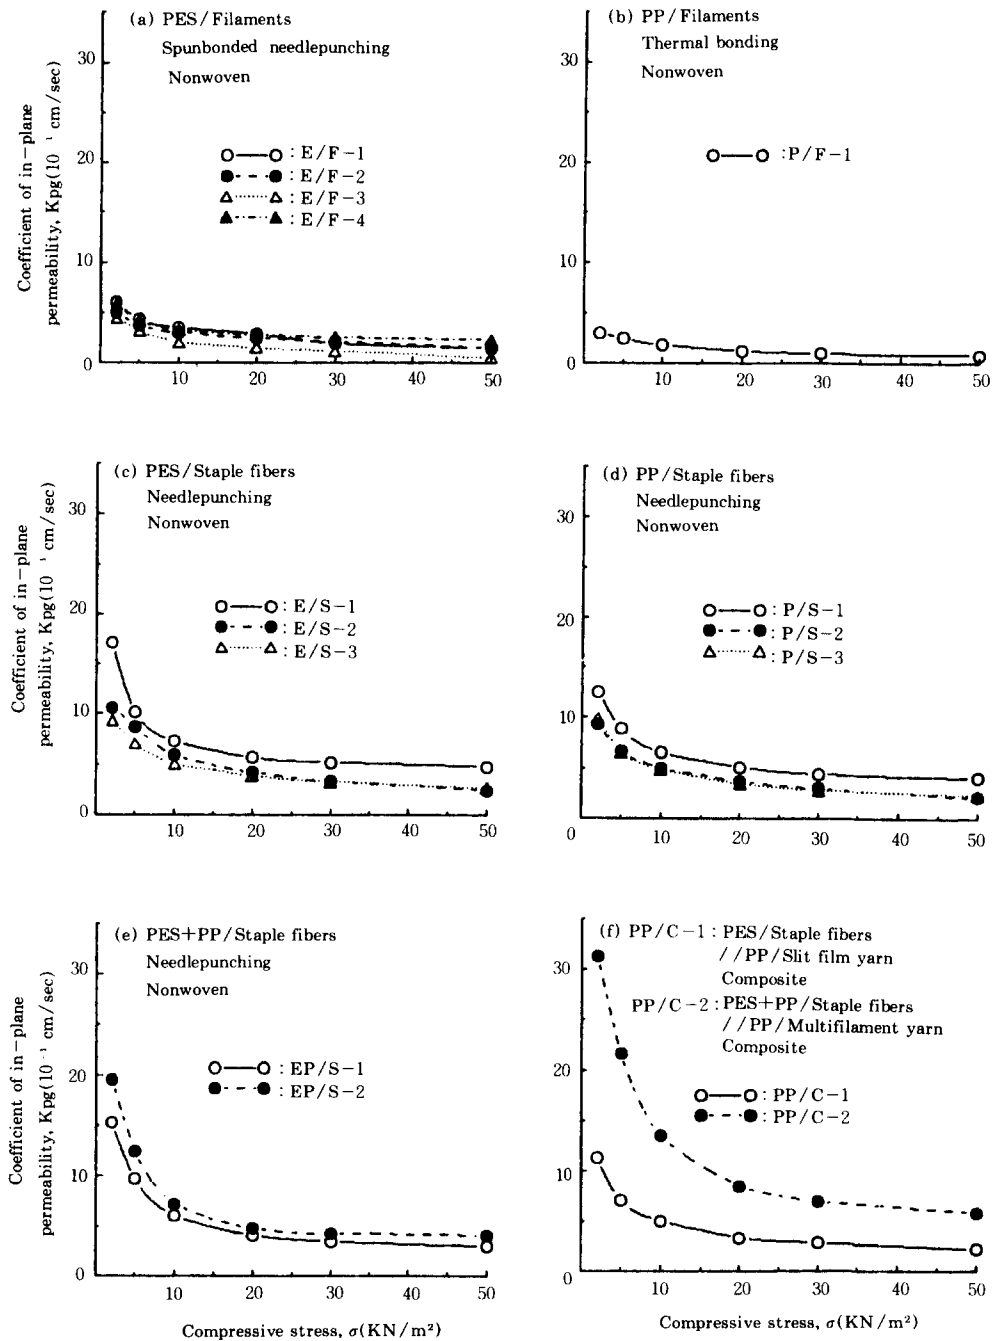 (a) PES/Filaments
Spunbonded needlepunching
Nonwoven
Coefficient of in-plane
permeability, Kpg(10⁻¹ cm/sec)
30
20
10
0
○—○ : E/F-1
●--● : E/F-2
△···△ : E/F-3
▲-·-▲ : E/F-4
10 20 30 40 50
(b) PP/Filaments
Thermal bonding
Nonwoven
30
20
10
0
○—○ : P/F-1
10 20 30 40 50
(c) PES/Staple fibers
Needlepunching
Nonwoven
Coefficient of in-plane
permeability, Kpg(10⁻¹ cm/sec)
30
20
10
0
○—○ : E/S-1
●--● : E/S-2
△···△ : E/S-3
10 20 30 40 50
(d) PP/Staple fibers
Needlepunching
Nonwoven
30
20
10
0
○—○ : P/S-1
●--● : P/S-2
△···△ : P/S-3
10 20 30 40 50
(e) PES+PP/Staple fibers
Needlepunching
Nonwoven
Coefficient of in-plane
permeability, Kpg(10⁻¹ cm/sec)
30
20
10
0
○—○ : EP/S-1
●--● : EP/S-2
10 20 30 40 50
Compressive stress, σ(KN/m²)
(f) PP/C-1 : PES/Staple fibers
//PP/Slit film yarn
Composite
PP/C-2 : PES+PP/Staple fibers
//PP/Multifilament yarn
Composite
30
20
10
0
○—○ : PP/C-1
●--● : PP/C-2
10 20 30 40 50
Compressive stress, σ(KN/m²)